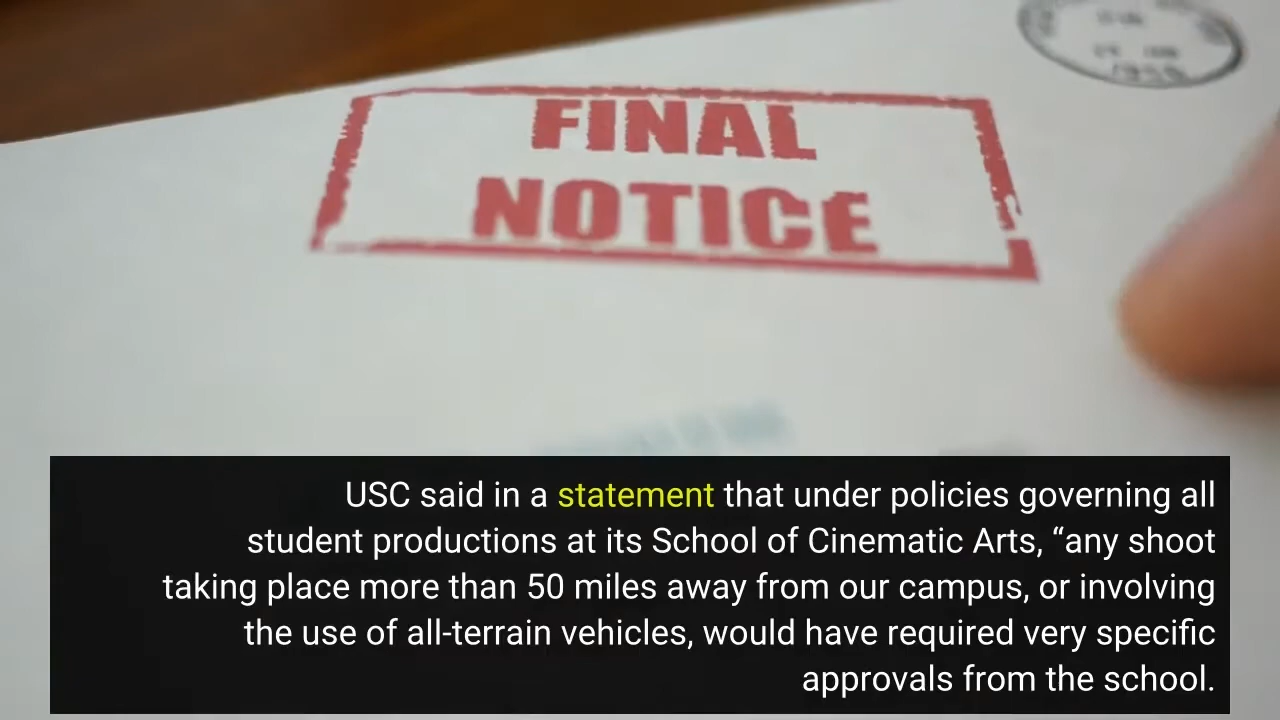 FINAL
NOTICE
USC said in a statement that under policies governing all
student productions at its School of Cinematic Arts, “any shoot
taking place more than 50 miles away from our campus, or involving
the use of all-terrain vehicles, would have required very specific
approvals from the school.